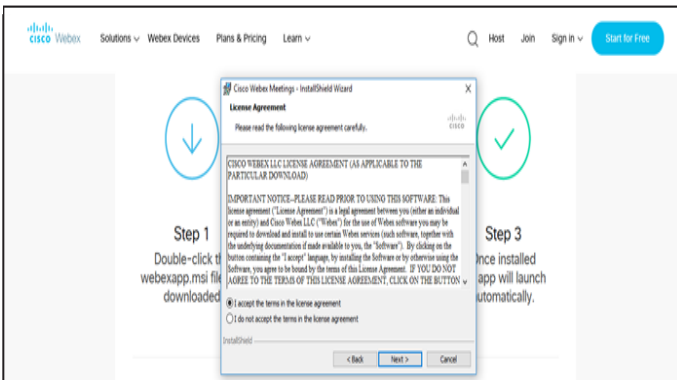 CISCO Webex Solutions Webex Devices Plans & Pricing Learn Host Join Sign in Start for Free
Cisco Webex Meetings - InstallShield Wizard X
License Agreement
Please read the following license agreement carefully.
CISCO
CISCO WEBEX LLC LICENSE AGREEMENT (AS APPLICABLE TO THE
PARTICULAR DOWNLOAD)
IMPORTANT NOTICE--PLEASE READ PRIOR TO USING THIS SOFTWARE: This
license agreement ("License Agreement") is a legal agreement between you (either an individual
or an entity) and Cisco Webex LLC ("Webex") for the use of Webex software you may be
required to download and install to use certain Webex services (such software, together with
the underlying documentation if made available to you, the "Software"). By clicking on the
button containing the "I accept" language, by installing the Software or by otherwise using the
Software, you agree to be bound by the terms of this License Agreement. IF YOU DO NOT
AGREE TO THE TERMS OF THIS LICENSE AGREEMENT, CLICK ON THE BUTTON
I accept the terms in the license agreement
I do not accept the terms in the license agreement
InstallShield
< Back Next > Cancel
Step 1
Double-click
webexapp.msi file
downloaded
Step 3
Once installed
app will launch
automatically.